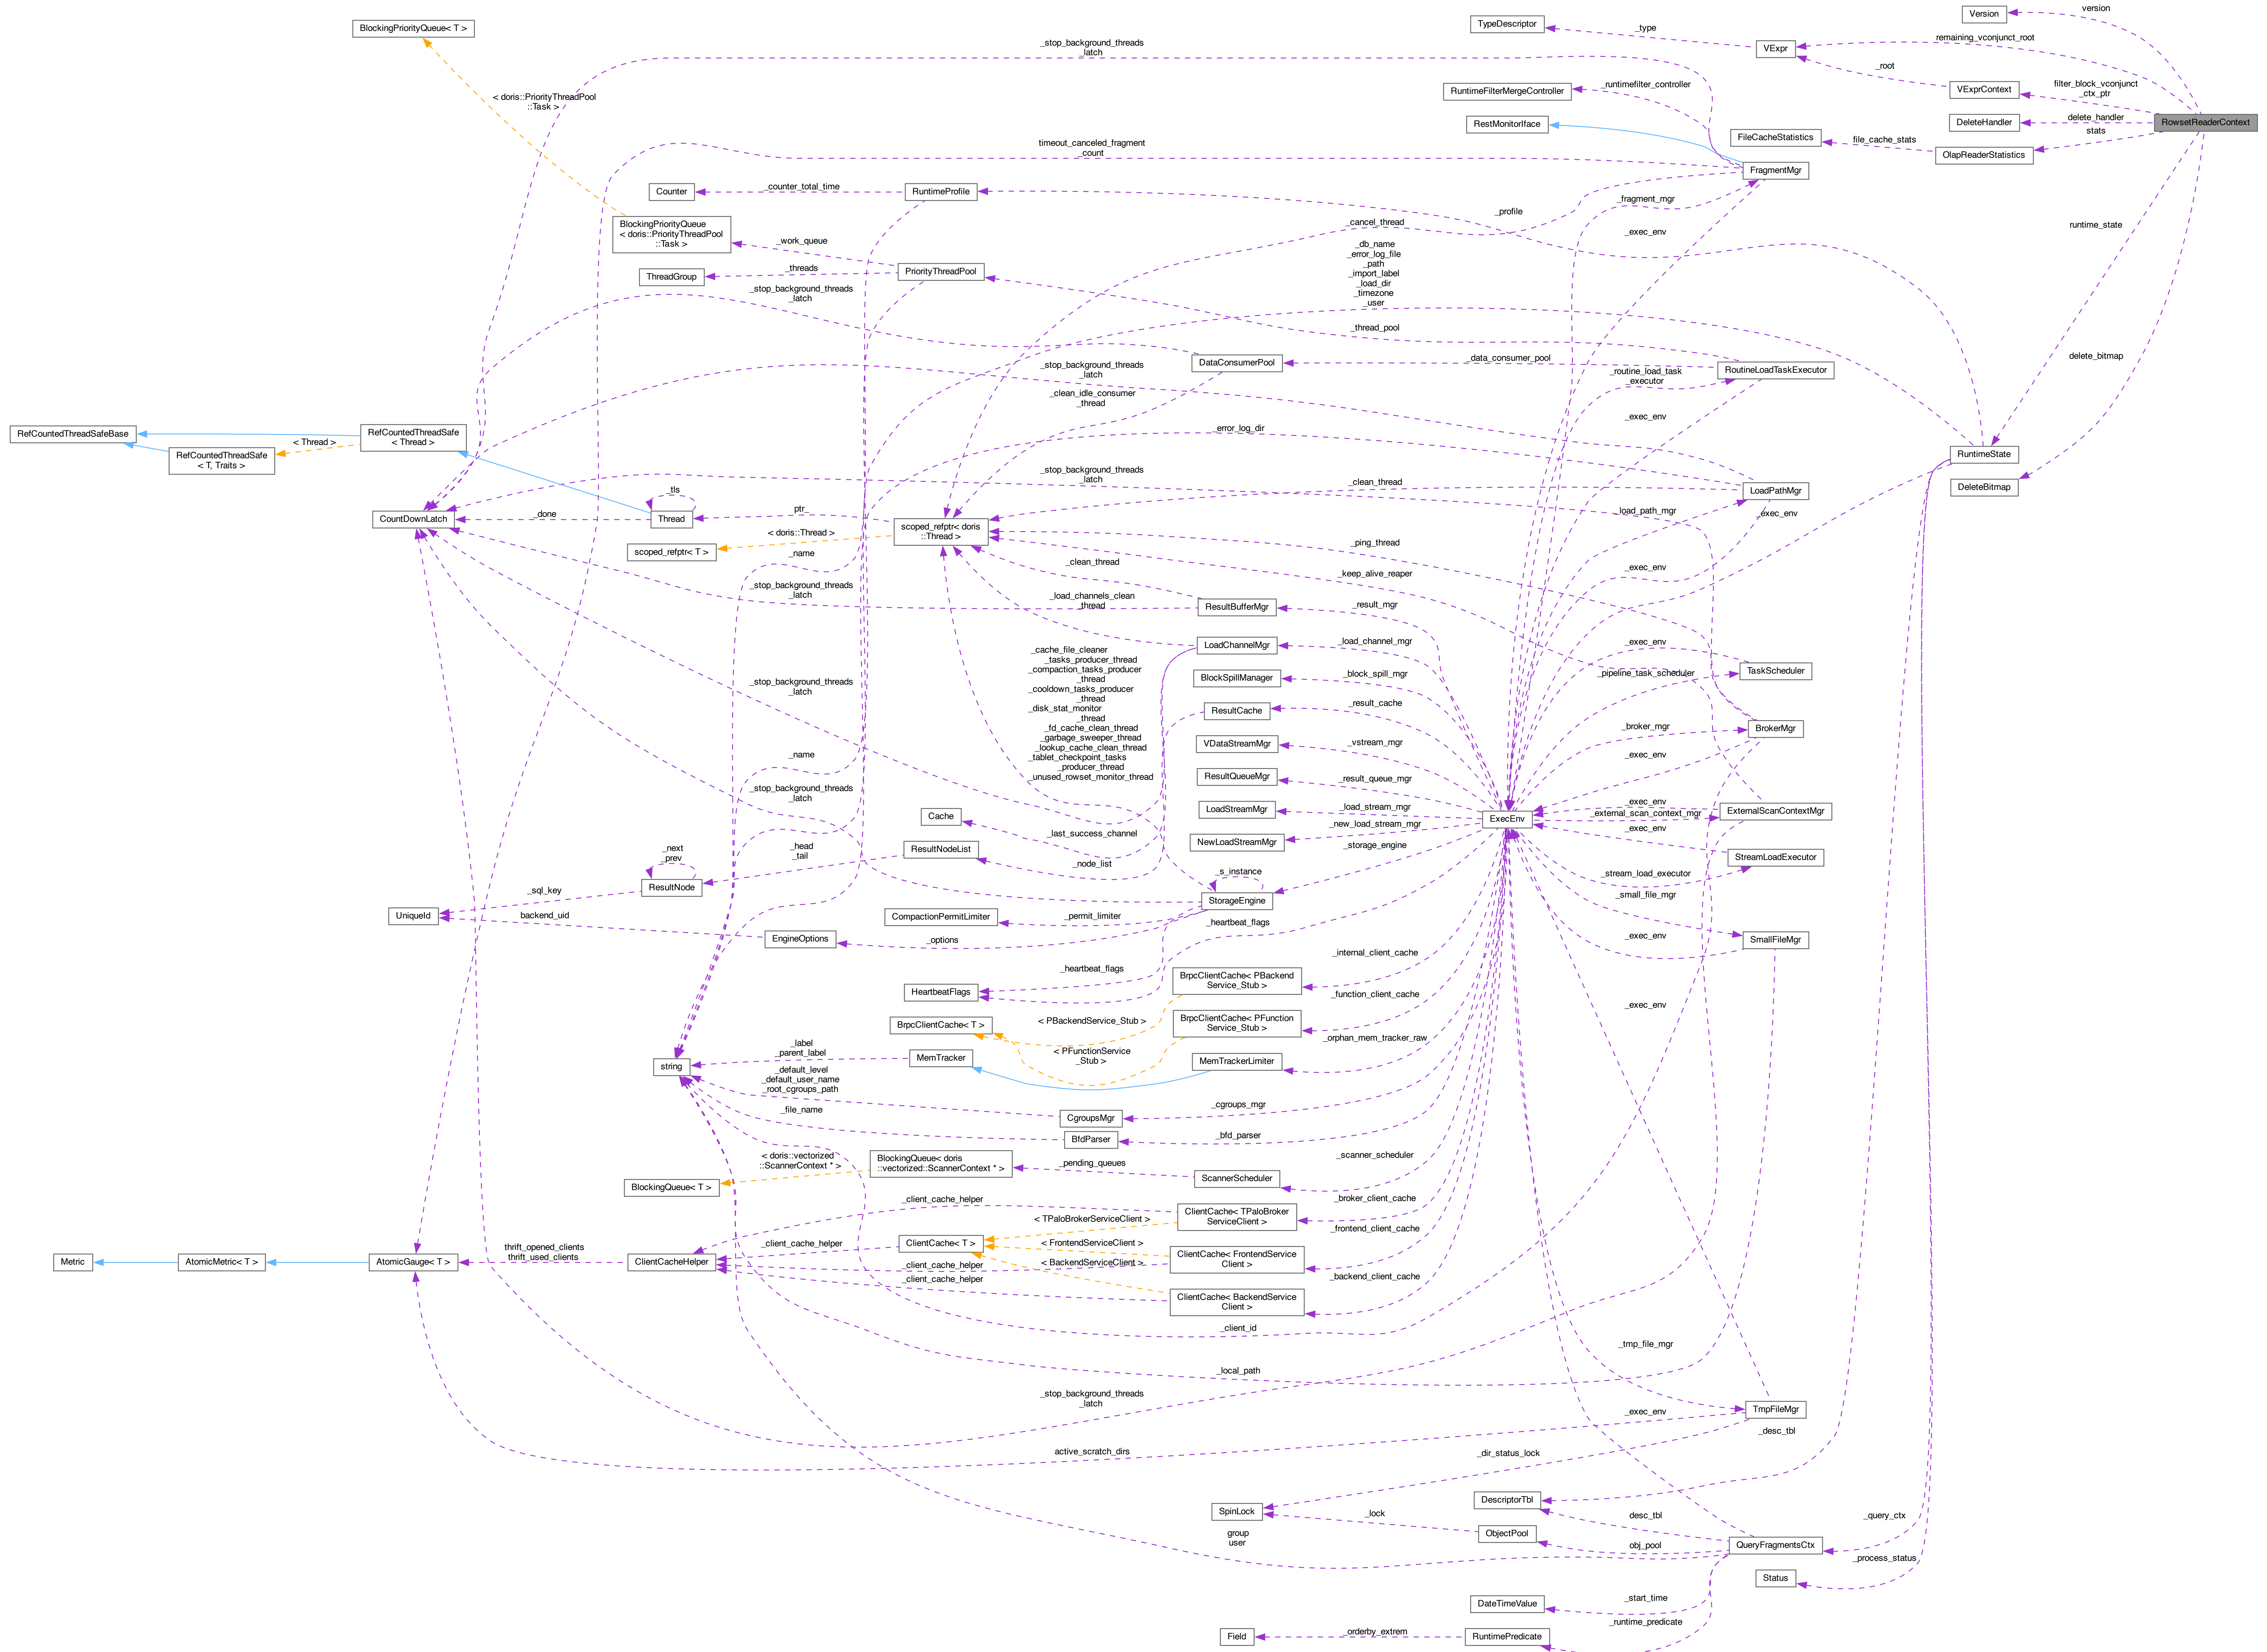 version
Version
TypeDescriptor
BlockingPriorityQueue< T >
_type
remaining_vconjunct_root
_stop_background_threads
_latch
VExpr
_root
filter_block_vconjunct
_ctx_ptr
_runtimefilter_controller
RuntimeFilterMergeController
VExprContext
< doris::PriorityThreadPool
::Task >
delete_handler
DeleteHandler
RowsetReaderContext
RestMonitorIface
stats
FileCacheStatistics
file_cache_stats
timeout_canceled_fragment
_count
OlapReaderStatistics
FragmentMgr
Counter
_counter_total_time
RuntimeProfile
_fragment_mgr
_profile
_cancel_thread
runtime_state
BlockingPriorityQueue
< doris::PriorityThreadPool
::Task >
_exec_env
_work_queue
_db_name
_error_log_file
_path
_import_label
_load_dir
_timezone
_user
ThreadGroup
_threads
PriorityThreadPool
_stop_background_threads
_latch
_thread_pool
_data_consumer_pool
DataConsumerPool
delete_bitmap
_stop_background_threads
_latch
RoutineLoadTaskExecutor
_routine_load_task
_executor
_clean_idle_consumer
_thread
_exec_env
_error_log_dir
RefCountedThreadSafeBase
RefCountedThreadSafe
< Thread >
< Thread >
RefCountedThreadSafe
< T, Traits >
RuntimeState
_stop_background_threads
_latch
_clean_thread
DeleteBitmap
_tls
LoadPathMgr
_load_path_mgr
_exec_env
CountDownLatch
_done
Thread
ptr_
scoped_refptr< doris
::Thread >
< doris::Thread >
scoped_refptr< T >
_name
_ping_thread
_clean_thread
_keep_alive_reaper
_exec_env
_stop_background_threads
_latch
_load_channels_clean
_thread
ResultBufferMgr
_result_mgr
_load_channel_mgr
LoadChannelMgr
_exec_env
_cache_file_cleaner
_tasks_producer_thread
_compaction_tasks_producer
_thread
_cooldown_tasks_producer
_thread
_disk_stat_monitor
_thread
_fd_cache_clean_thread
_garbage_sweeper_thread
_lookup_cache_clean_thread
_tablet_checkpoint_tasks
_producer_thread
_unused_rowset_monitor_thread
BlockSpillManager
_block_spill_mgr
_pipeline_task_scheduler
TaskScheduler
_stop_background_threads
_latch
ResultCache
_result_cache
_broker_mgr
BrokerMgr
VDataStreamMgr
_vstream_mgr
_exec_env
_name
ResultQueueMgr
_result_queue_mgr
_stop_background_threads
_latch
LoadStreamMgr
_load_stream_mgr
_exec_env
ExternalScanContextMgr
_external_scan_context_mgr
ExecEnv
Cache
_last_success_channel
_new_load_stream_mgr
NewLoadStreamMgr
_exec_env
_storage_engine
StreamLoadExecutor
_head
_tail
ResultNodeList
_node_list
_next
_prev
_s_instance
_stream_load_executor
ResultNode
_sql_key
StorageEngine
_small_file_mgr
UniqueId
backend_uid
CompactionPermitLimiter
_permit_limiter
_heartbeat_flags
EngineOptions
_options
_exec_env
SmallFileMgr
_internal_client_cache
_heartbeat_flags
BrpcClientCache< PBackend
Service_Stub >
HeartbeatFlags
_function_client_cache
_exec_env
< PBackendService_Stub >
BrpcClientCache< T >
BrpcClientCache< PFunction
Service_Stub >
_orphan_mem_tracker_raw
_label
_parent_label
< PFunctionService
_Stub >
MemTracker
MemTrackerLimiter
string
_default_level
_default_user_name
_root_cgroups_path
_cgroups_mgr
_file_name
CgroupsMgr
BfdParser
_bfd_parser
< doris::vectorized
::ScannerContext * >
BlockingQueue< doris
::vectorized::ScannerContext * >
_pending_queues
_scanner_scheduler
BlockingQueue< T >
ScannerScheduler
_client_cache_helper
_broker_client_cache
ClientCache< TPaloBroker
ServiceClient >
< TPaloBrokerServiceClient >
_frontend_client_cache
thrift_opened_clients
thrift_used_clients
_client_cache_helper
ClientCache< T >
< FrontendServiceClient >
Metric
AtomicMetric< T >
AtomicGauge< T >
ClientCacheHelper
_client_cache_helper
< BackendServiceClient >
ClientCache< FrontendService
Client >
_client_cache_helper
_backend_client_cache
ClientCache< BackendService
Client >
_client_id
_tmp_file_mgr
_local_path
_stop_background_threads
_latch
TmpFileMgr
_exec_env
_desc_tbl
active_scratch_dirs
_dir_status_lock
DescriptorTbl
SpinLock
_lock
desc_tbl
_query_ctx
group
user
ObjectPool
obj_pool
QueryFragmentsCtx
_process_status
Status
_start_time
DateTimeValue
_runtime_predicate
Field
_orderby_extrem
RuntimePredicate